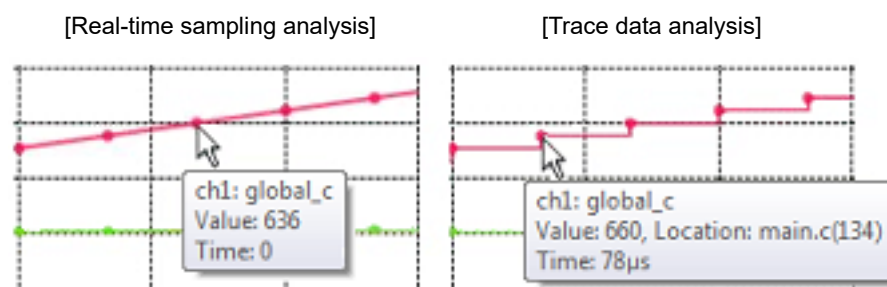 [Real-time sampling analysis]
[Trace data analysis]
ch1: global_c
Value: 636
Time: 0
ch1: global_c
Value: 660, Location: main.c(134)
Time: 78µs